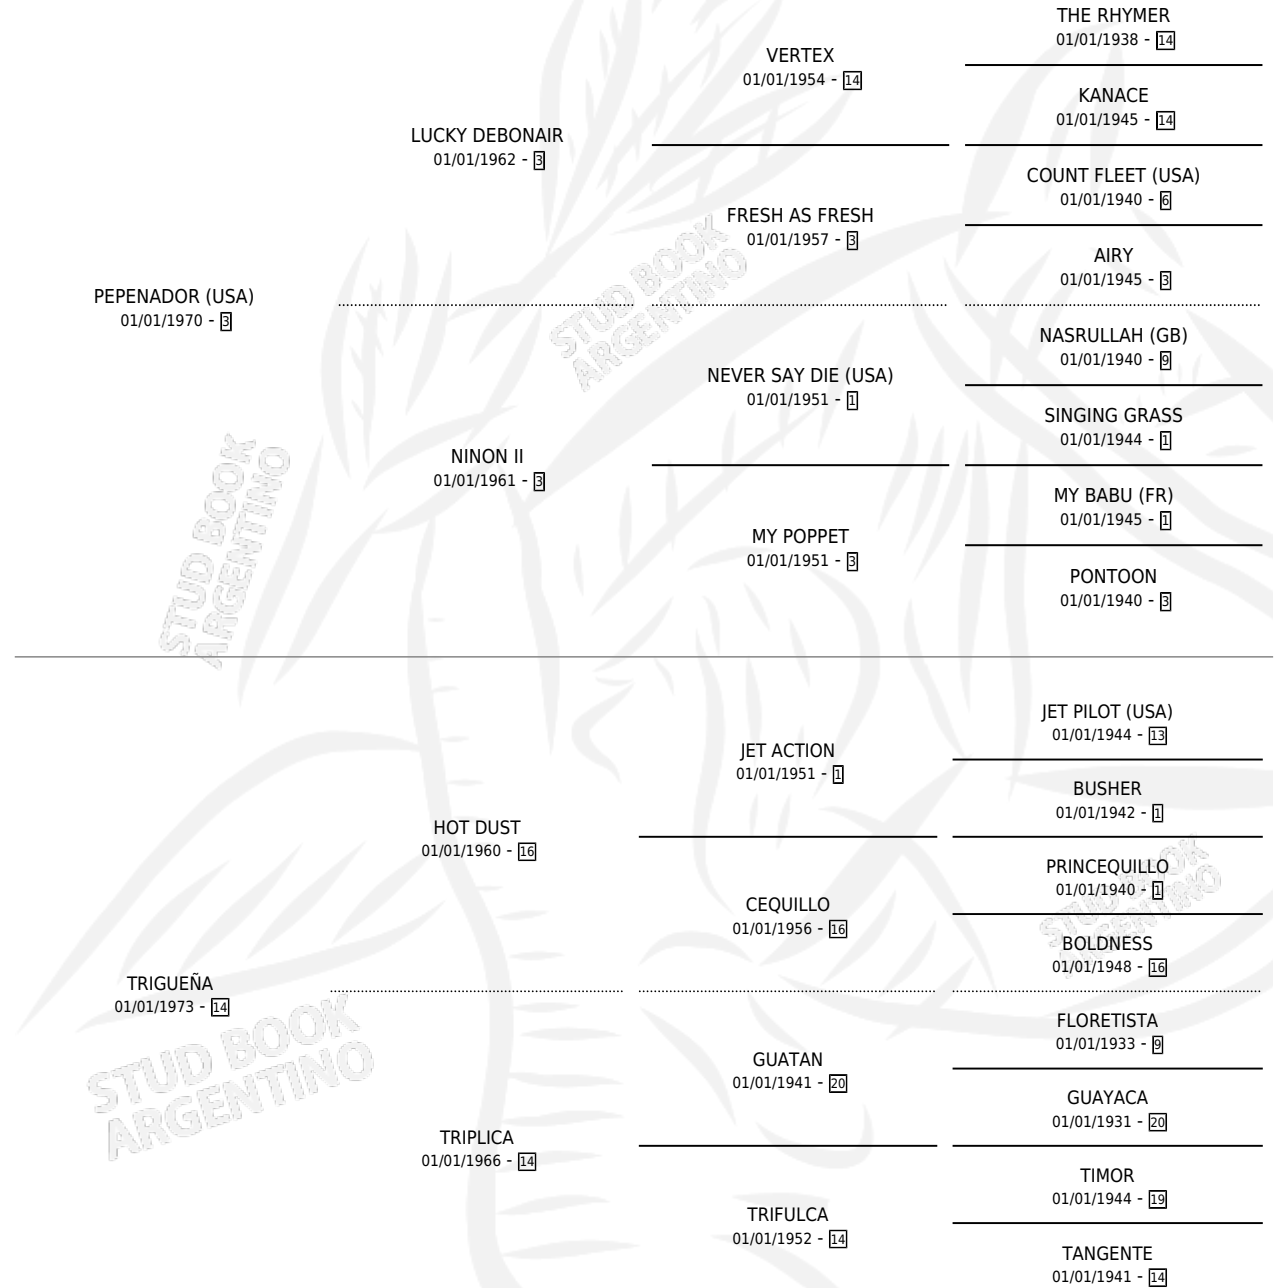 THE RHYMER
01/01/1938 - 14
VERTEX
01/01/1954 - 14
KANACE
01/01/1945 - 14
LUCKY DEBONAIR
01/01/1962 - 3
COUNT FLEET (USA)
01/01/1940 - 6
FRESH AS FRESH
01/01/1957 - 3
AIRY
01/01/1945 - 3
PEPENADOR (USA)
01/01/1970 - 3
STUD BOOK
ARGENTINO
NASRULLAH (GB)
01/01/1940 - 9
NEVER SAY DIE (USA)
01/01/1951 - 1
SINGING GRASS
01/01/1944 - 1
NINON II
01/01/1961 - 3
MY BABU (FR)
01/01/1945 - 1
MY POPPET
01/01/1951 - 3
PONTOON
01/01/1940 - 3
STUD BOOK
ARGENTINO
JET PILOT (USA)
01/01/1944 - 13
JET ACTION
01/01/1951 - 1
BUSHER
01/01/1942 - 1
HOT DUST
01/01/1960 - 16
PRINCEQUILLO
01/01/1940 - 1
CEQUILLO
01/01/1956 - 16
BOLDNESS
01/01/1948 - 16
STUD BOOK
ARGENTINO
TRIGUEÑA
01/01/1973 - 14
FLORETISTA
01/01/1933 - 9
GUATAN
01/01/1941 - 20
GUAYACA
01/01/1931 - 20
STUD BOOK
ARGENTINO
TRIPLICA
01/01/1966 - 14
TIMOR
01/01/1944 - 19
TRIFULCA
01/01/1952 - 14
TANGENTE
01/01/1941 - 14